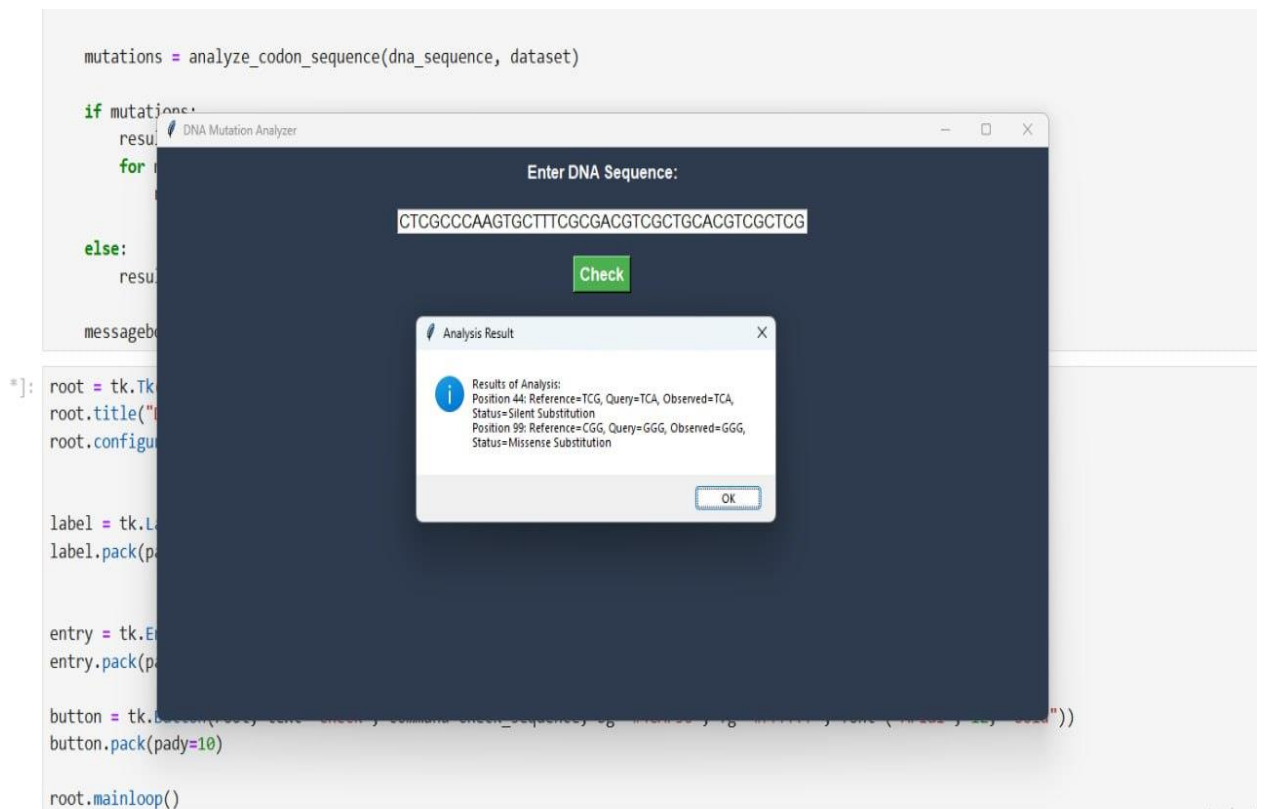 mutations = analyze_codon_sequence(dna_sequence, dataset)
if mutations:
resul
for
else:
resul
messagebo
DNA Mutation Analyzer
Enter DNA Sequence:
CTCGCCCAAGTGCTTTCGCGACGTCGCTGCACGTCGCTCG
Check
Analysis Result
Results of Analysis:
Position 44: Reference=TCG, Query=TCA, Observed=TCA,
Status=Silent Substitution
Position 99: Reference=CGG, Query=GGG, Observed=GGG,
Status=Missense Substitution
OK
*]:
root = tk.Tk
root.title("
root.configu
label = tk.L
label.pack(p
entry = tk.E
entry.pack(p
button = tk.
"))
button.pack(pady=10)
root.mainloop()